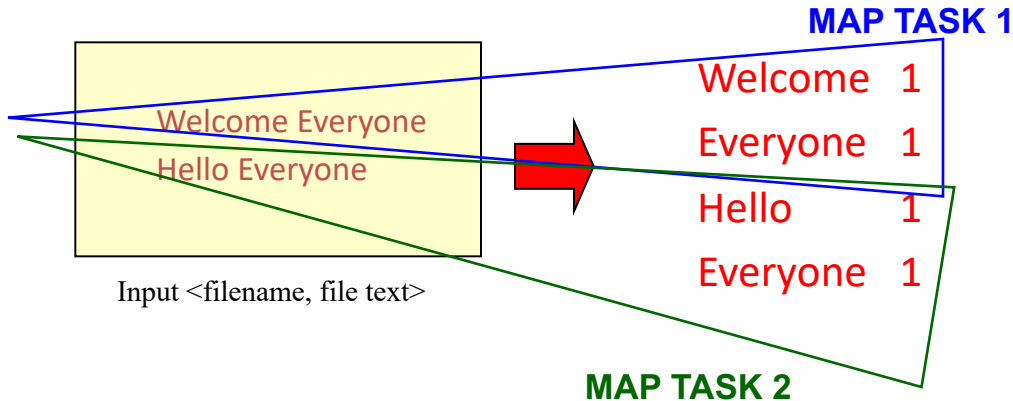 MAP TASK 1
Welcome Everyone
Hello Everyone
Input <filename, file text>
Welcome 1
Everyone 1
Hello 1
Everyone 1
MAP TASK 2